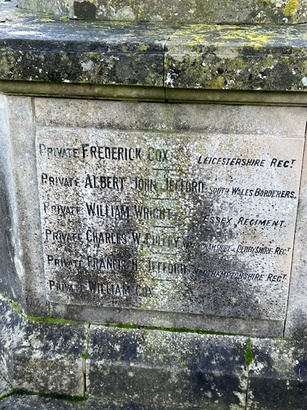 PRIVATE FREDERICK COX, LEICESTERSHIRE REGT
PRIVATE ALBERT JOHN JEFFORD, SOUTH WALES BORDERERS,
PRIVATE WILLIAM WRIGHT, ESSEX REGIMENT.
PRIVATE CHARLES W.
PRIVATE FRANCIS H. JEFFORD, NORTHAMPTONSHIRE REGT
PRIVATE WILLIAM COX,